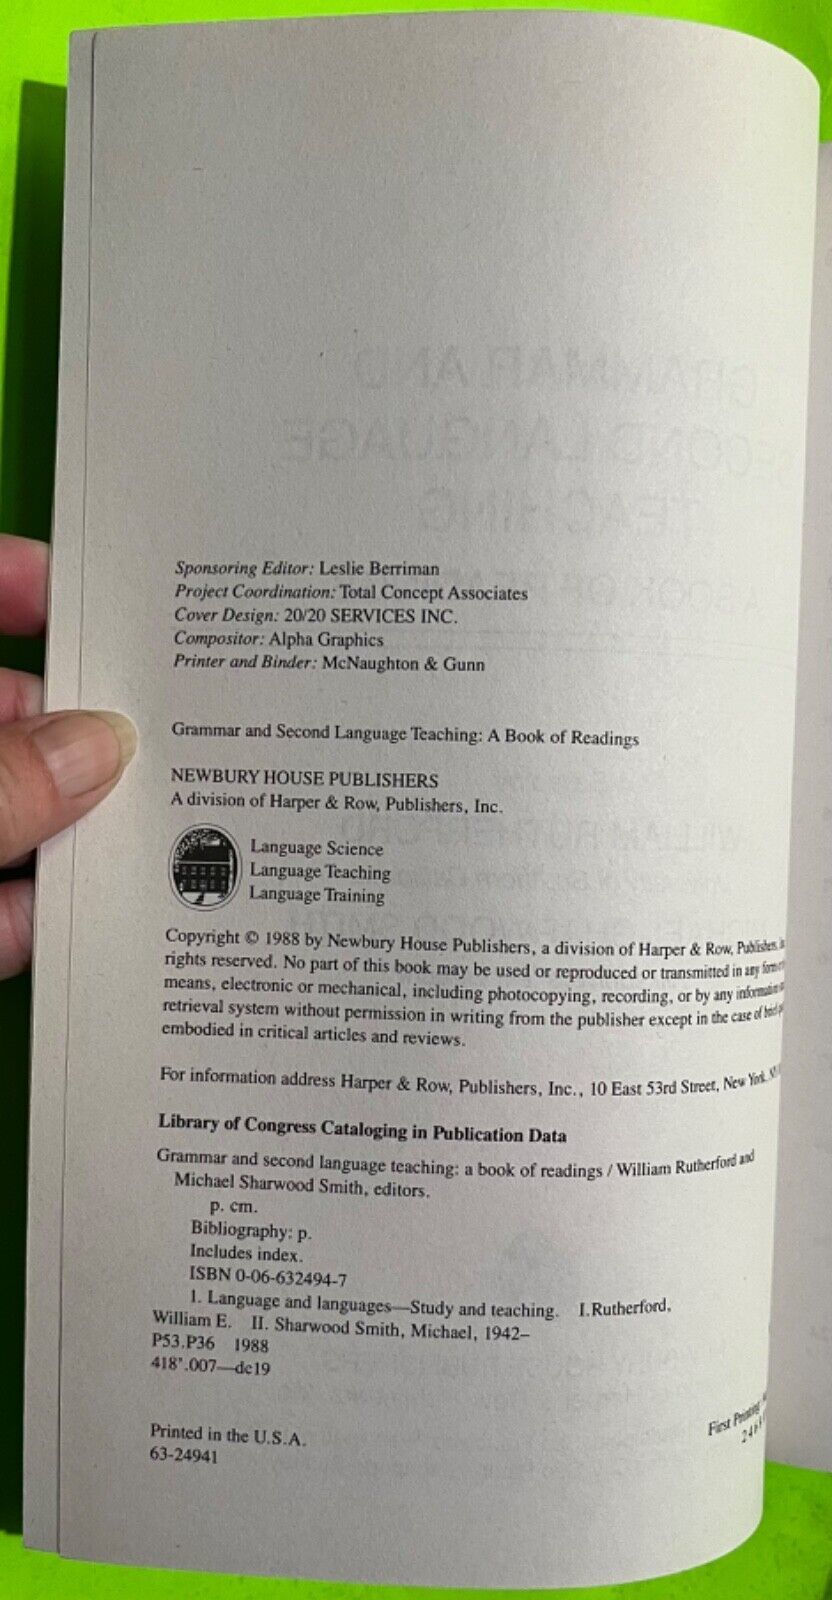 Sponsoring Editor: Leslie Berriman
Project Coordination: Total Concept Associates
Cover Design: 20/20 SERVICES INC.
Compositor: Alpha Graphics
Printer and Binder: McNaughton & Gunn
Grammar and Second Language Teaching: A Book of Readings
NEWBURY HOUSE PUBLISHERS
A division of Harper & Row, Publishers, Inc.
Language Science
Language Teaching
Language Training
Copyright © 1988 by Newbury House Publishers, a division of Harper & Row, Publishers,
rights reserved. No part of this book may be used or reproduced or transmitted in any form
means, electronic or mechanical, including photocopying, recording, or by any information
retrieval system without permission in writing from the publisher except in the case of brief
embodied in critical articles and reviews.
For information address Harper & Row, Publishers, Inc., 10 East 53rd Street, New York,
Library of Congress Cataloging in Publication Data
Grammar and second language teaching: a book of readings / William Rutherford and
Michael Sharwood Smith, editors.
p. cm.
Bibliography: p.
Includes index.
ISBN 0-06-632494-7
1. Language and languages—Study and teaching. I.Rutherford,
William E. II. Sharwood Smith, Michael, 1942–
P53.P36 1988
418'.007—dc19
Printed in the U.S.A.
63-24941
First Printing:
2 4 6 8